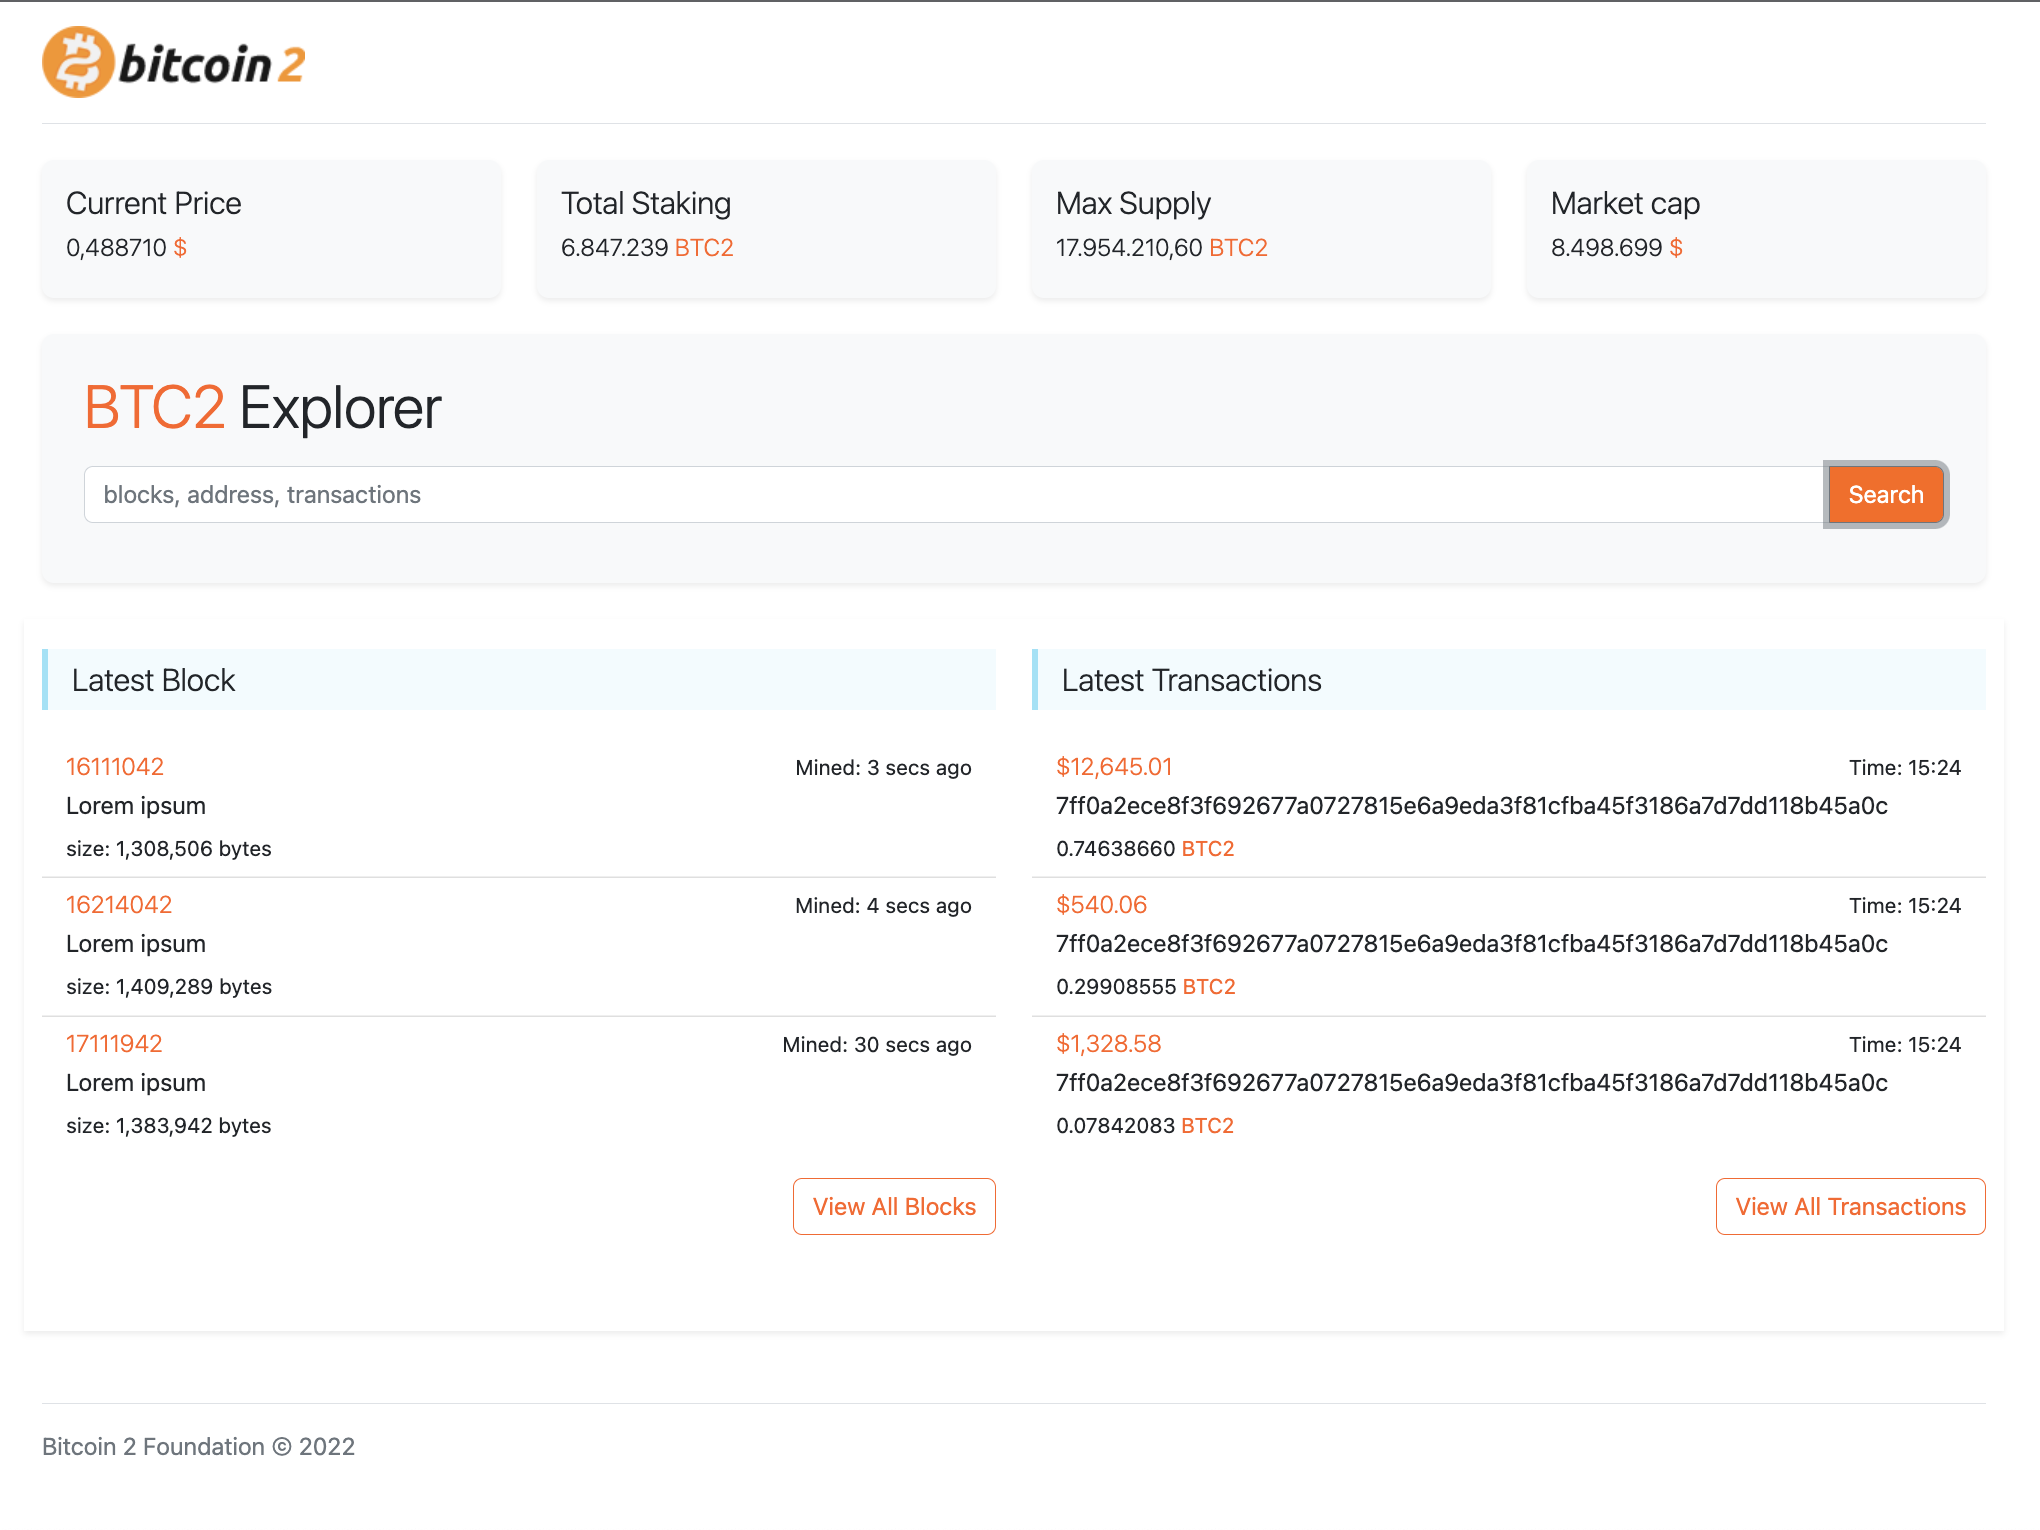 bitcoin 2
Current Price
0,488710 $
Total Staking
6.847.239 BTC2
Max Supply
17.954.210,60 BTC2
Market cap
8.498.699 $
BTC2 Explorer
blocks, address, transactions
Search
Latest Block
16111042
Mined: 3 secs ago
Lorem ipsum
size: 1,308,506 bytes
16214042
Mined: 4 secs ago
Lorem ipsum
size: 1,409,289 bytes
17111942
Mined: 30 secs ago
Lorem ipsum
size: 1,383,942 bytes
View All Blocks
Latest Transactions
$12,645.01
Time: 15:24
7ff0a2ece8f3f692677a0727815e6a9eda3f81cfba45f3186a7d7dd118b45a0c
0.74638660 BTC2
$540.06
Time: 15:24
7ff0a2ece8f3f692677a0727815e6a9eda3f81cfba45f3186a7d7dd118b45a0c
0.29908555 BTC2
$1,328.58
Time: 15:24
7ff0a2ece8f3f692677a0727815e6a9eda3f81cfba45f3186a7d7dd118b45a0c
0.07842083 BTC2
View All Transactions
Bitcoin 2 Foundation © 2022